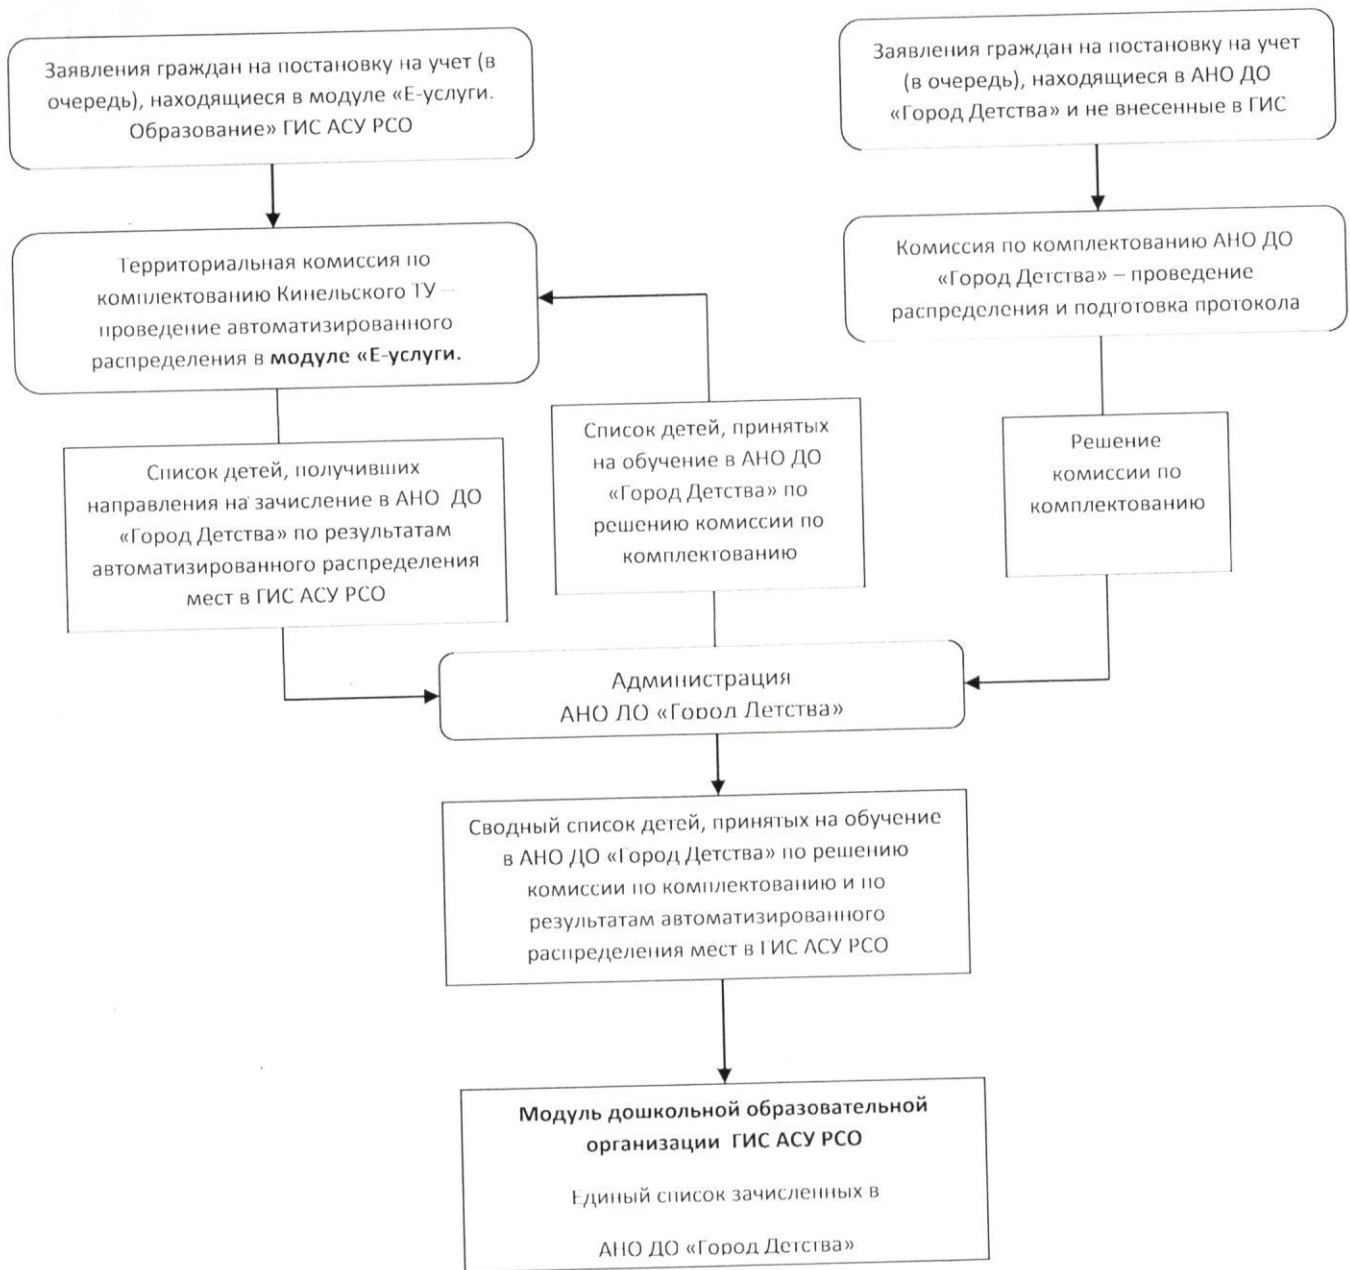 Заявления граждан на постановку на учет (в
очередь), находящиеся в модуле «Е-услуги.
Образование» ГИС АСУ РСО
Заявления граждан на постановку на учет
(в очередь), находящиеся в АНО ДО
«Город Детства» и не внесенные в ГИС
Территориальная комиссия по
комплектованию Кинельского ТУ –
проведение автоматизированного
распределения в модуле «Е-услуги.
Комиссия по комплектованию АНО ДО
«Город Детства» – проведение
распределения и подготовка протокола
Список детей, получивших
направления на зачисление в АНО ДО
«Город Детства» по результатам
автоматизированного распределения
мест в ГИС АСУ РСО
Список детей, принятых
на обучение в АНО ДО
«Город Детства» по
решению комиссии по
комплектованию
Решение
комиссии по
комплектованию
Администрация
АНО ДО «Город Детства»
Сводный список детей, принятых на обучение
в АНО ДО «Город Детства» по решению
комиссии по комплектованию и по
результатам автоматизированного
распределения мест в ГИС АСУ РСО
Модуль дошкольной образовательной
организации ГИС АСУ РСО
Единый список зачисленных в
АНО ДО «Город Детства»